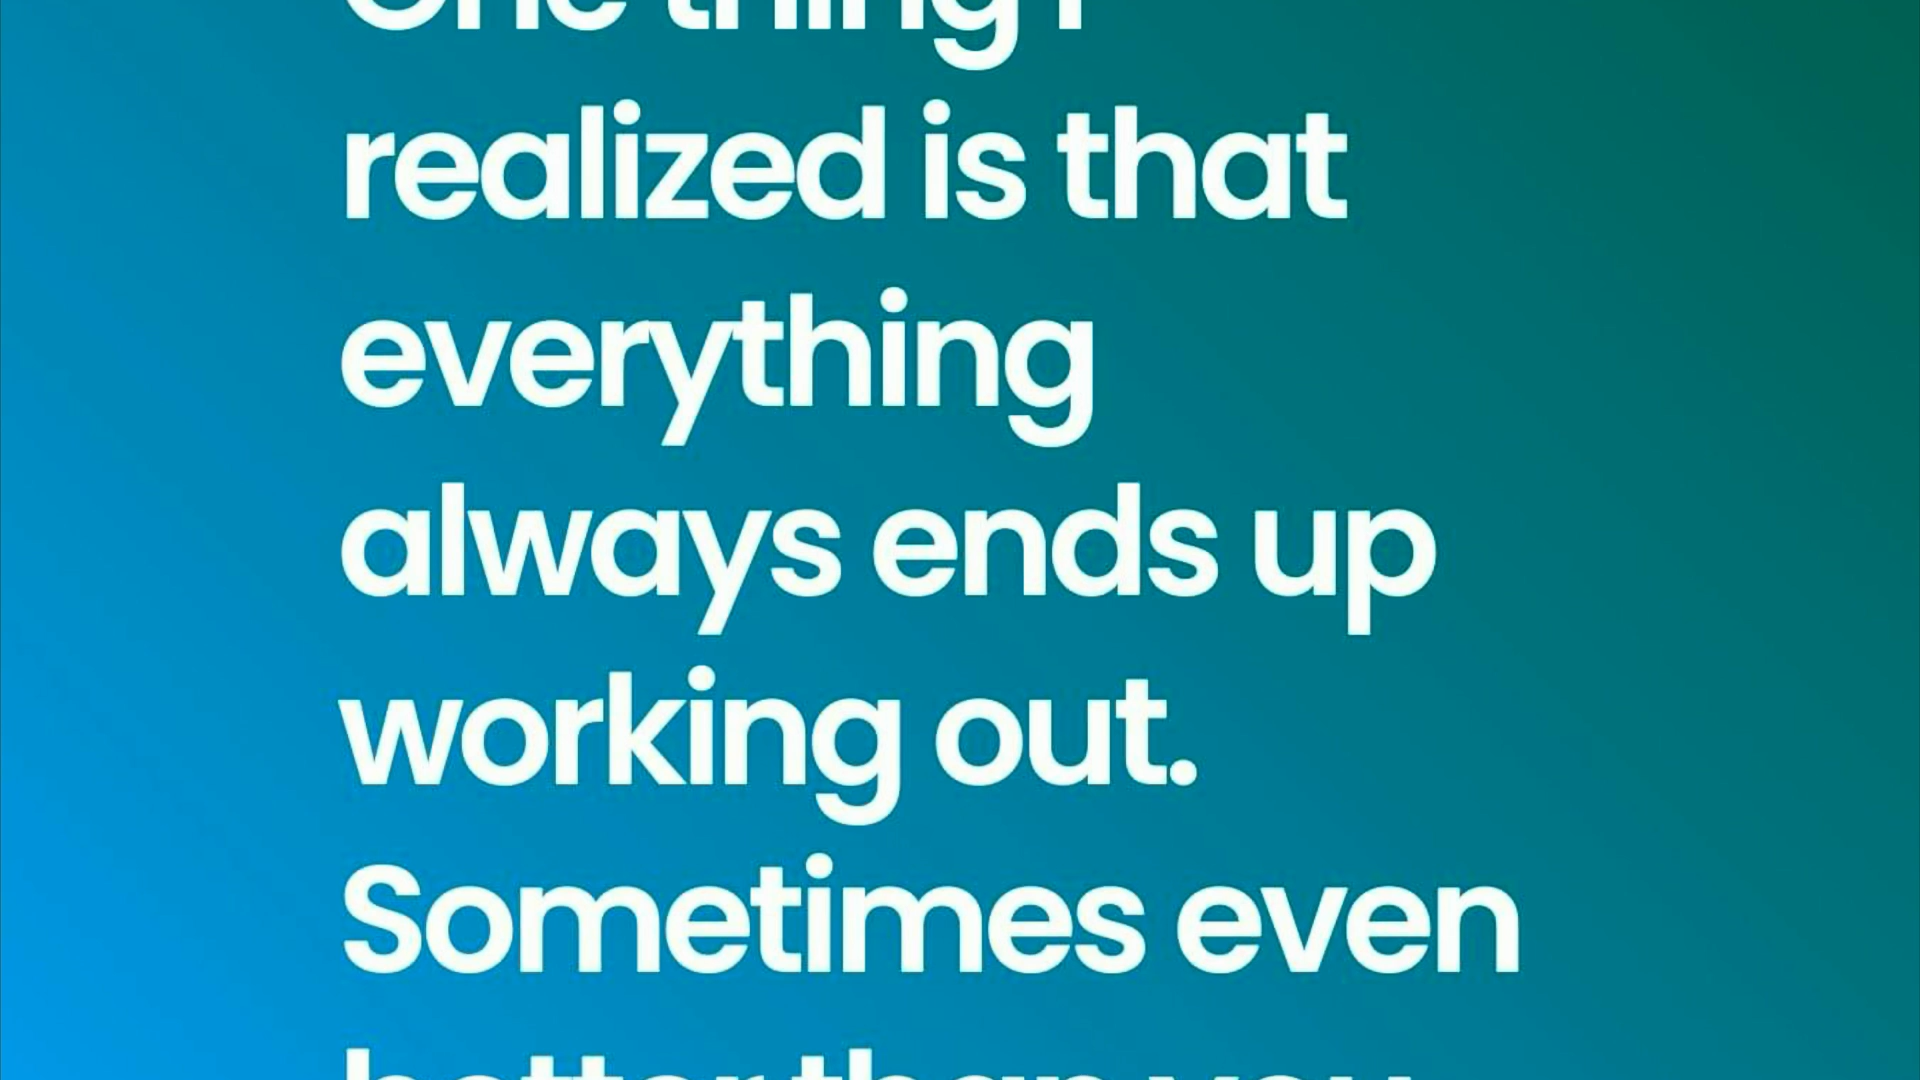 One thing I
realized is that
everything
always ends up
working out.
Sometimes even
better than you